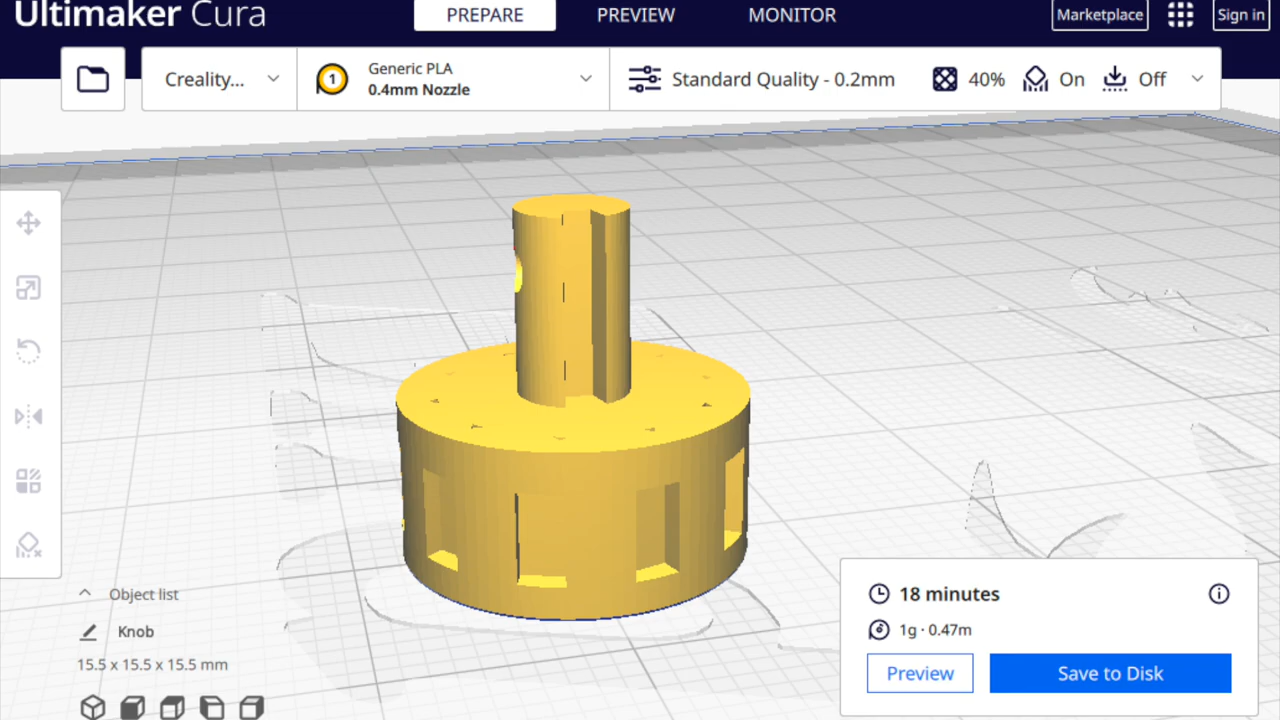 Ultimaker Cura
PREPARE
PREVIEW
MONITOR
Marketplace
Sign in
Creality...
1
Generic PLA
0.4mm Nozzle
Standard Quality - 0.2mm
40%
On
Off
Object list
Knob
15.5 x 15.5 x 15.5 mm
18 minutes
1g · 0.47m
Preview
Save to Disk